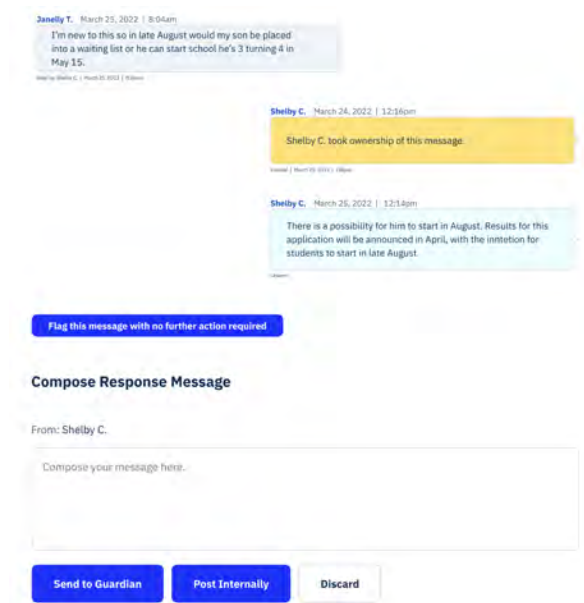 Janelly T. March 25, 2022 | 8:04am
I'm new to this so in late August would my son be placed
into a waiting list or he can start school he's 3 turning 4 in
May 15.
Shelby C. March 24, 2022 | 12:16pm
Shelby C. took ownership of this message.
Shelby C. March 25, 2022 | 12:14pm
There is a possibility for him to start in August. Results for this
application will be announced in April, with the inmtetion for
students to start in late August
Flag this message with no further action required
Compose Response Message
From: Shelby C.
Compose your message here.
Send to Guardian
Post Internally
Discard